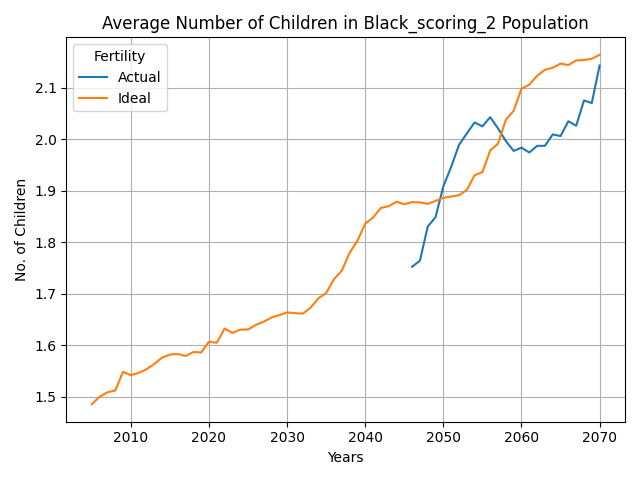 Average Number of Children in Black_scoring_2 Population
Fertility
Actual
Ideal
No. of Children
2.1
2.0
1.9
1.8
1.7
1.6
1.5
2010 2020 2030 2040 2050 2060 2070
Years